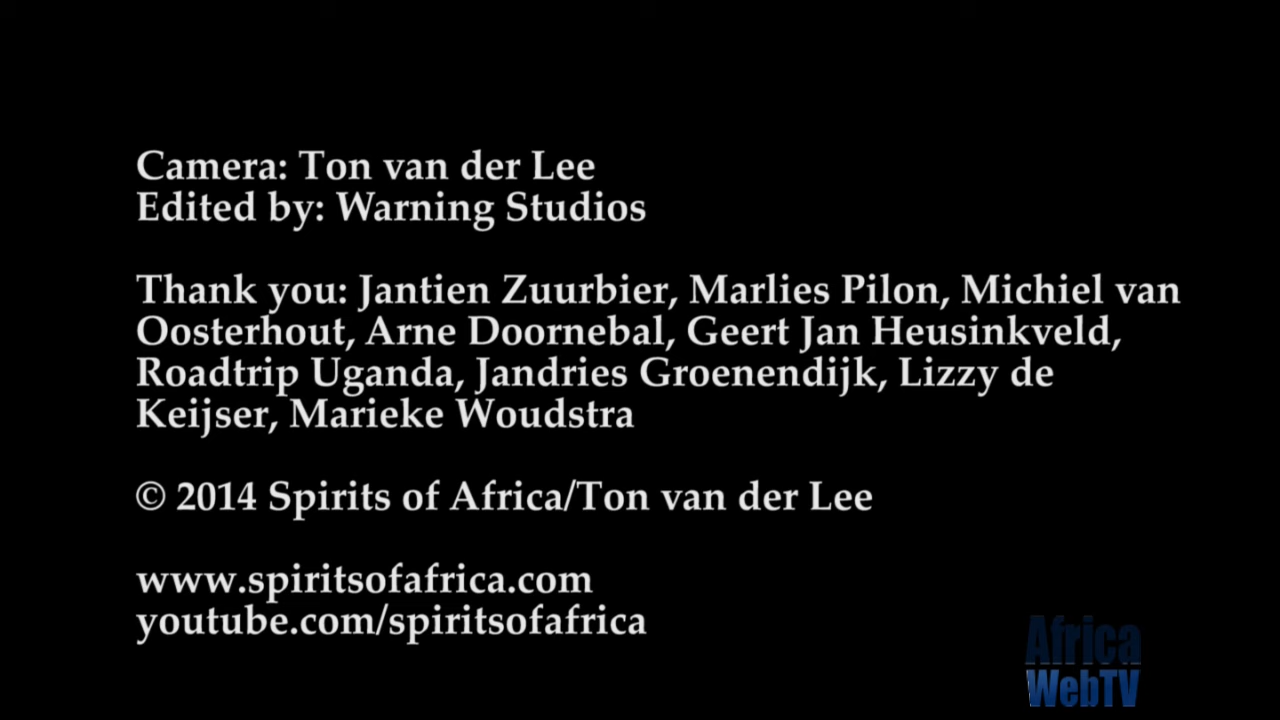 Camera: Ton van der Lee
Edited by: Warning Studios
Thank you: Jantien Zuurbier, Marlies Pilon, Michiel van
Oosterhout, Arne Doornebal, Geert Jan Heusinkveld,
Roadtrip Uganda, Jandries Groenendijk, Lizzy de
Keijser, Marieke Woudstra
© 2014 Spirits of Africa/Ton van der Lee
www.spiritsofafrica.com
youtube.com/spiritsofafrica
Africa
WebTV